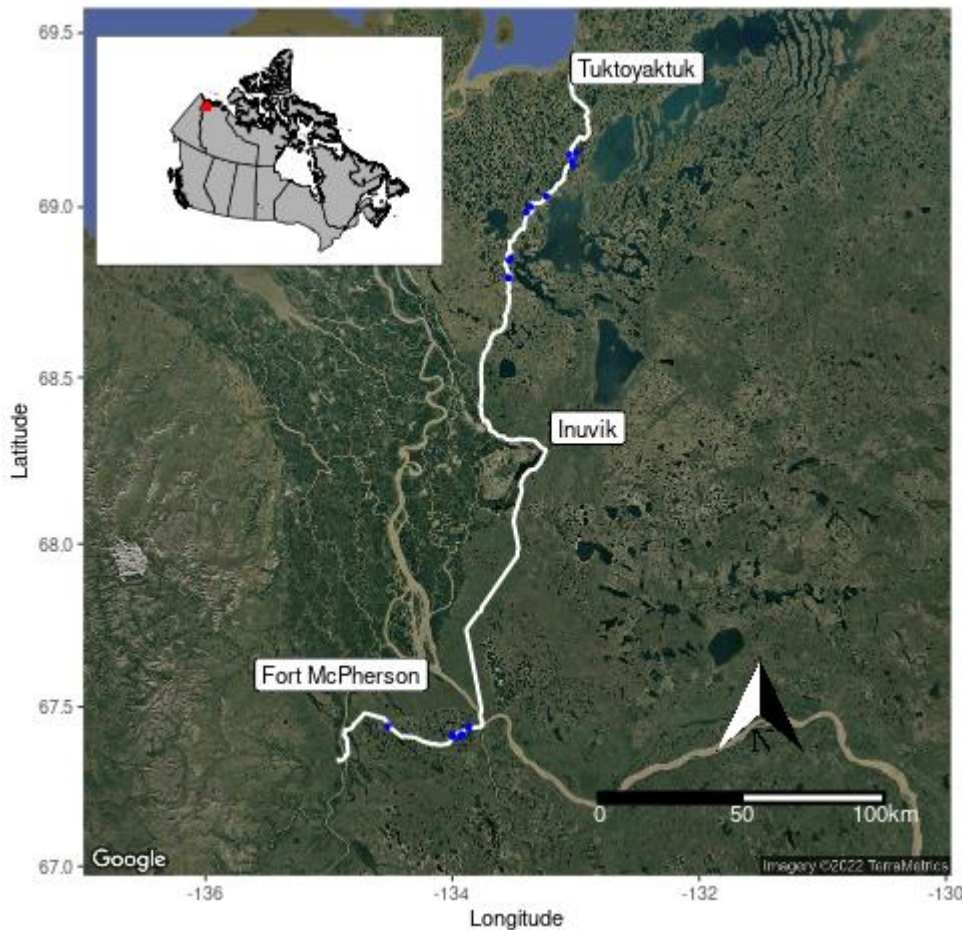 69.5
Tuktoyaktuk
69.0
68.5
Inuvik
Latitude
68.0
Fort McPherson
67.5
N
0
50
100km
67.0
Google
Imagery ©2022 TerraMetrics
-136
-134
-132
-130
Longitude